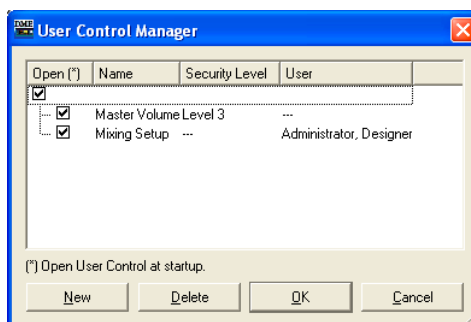 DME
User Control Manager
Open (*) Name Security Level User
Master Volume Level 3 ---
Mixing Setup --- Administrator, Designer
(*) Open User Control at startup.
New Delete OK Cancel